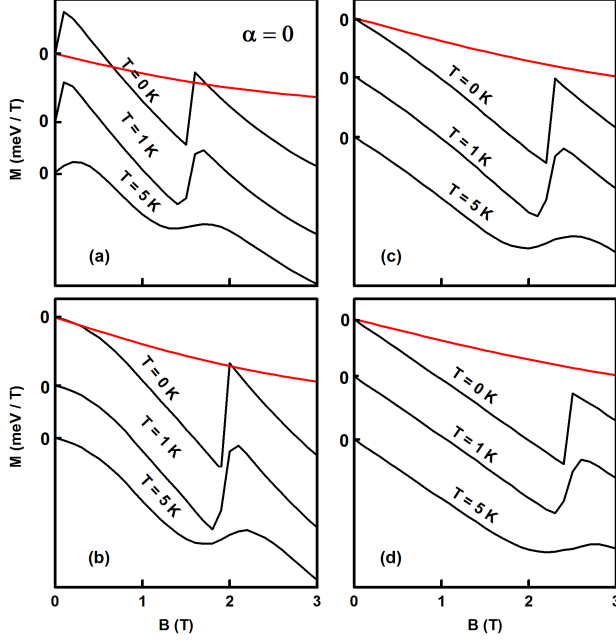 α = 0
M (meV / T)
0
0
0
T = 0 K
T = 1 K
T = 5 K
(a)
T = 0 K
T = 1 K
T = 5 K
(c)
0
0
0
M (meV / T)
0
0
0
T = 0 K
T = 1 K
T = 5 K
(b)
0
0
0
T = 0 K
T = 1 K
T = 5 K
(d)
0 1 2 3
0 1 2 3
B (T)
B (T)